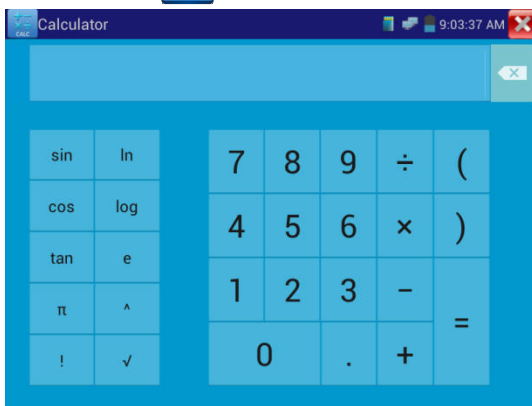 CALC Calculator 9:03:37 AM
sin ln 7 8 9 ÷ (
cos log 4 5 6 × )
tan e 1 2 3 −
π ^ =
! √ 0 . +